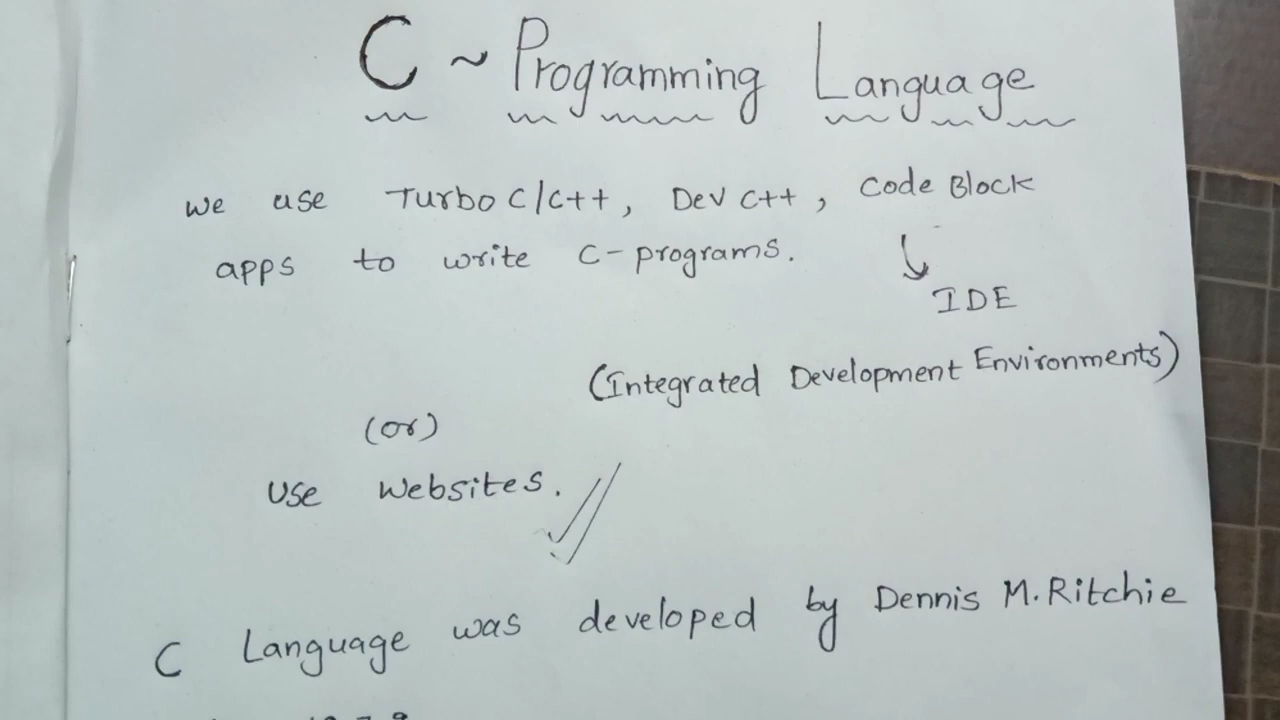 C ~ Programming Language
We use Turbo C/C++, Dev C++, Code Block
apps to write C-programs.
IDE
(Integrated Development Environments)
(or)
Use Websites.
C Language was developed by Dennis M. Ritchie